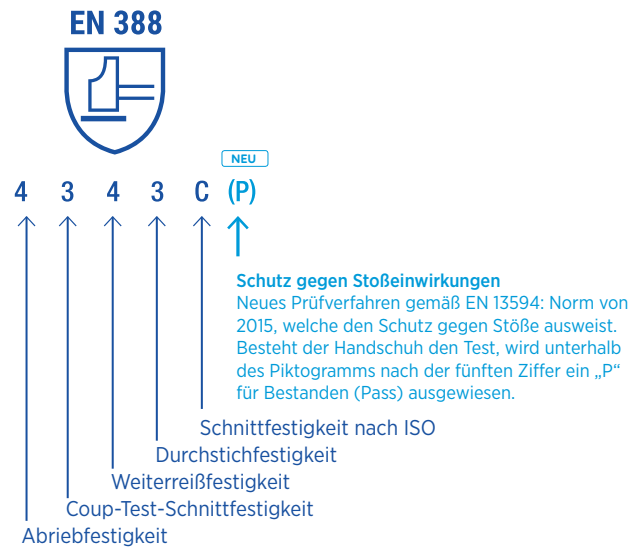 EN 388
NEU
4 3 4 3 C (P)
Schutz gegen Stoßeinwirkungen
Neues Prüfverfahren gemäß EN 13594: Norm von
2015, welche den Schutz gegen Stöße ausweist.
Besteht der Handschuh den Test, wird unterhalb
des Piktogramms nach der fünften Ziffer ein „P“
für Bestanden (Pass) ausgewiesen.
Schnittfestigkeit nach ISO
Durchstichfestigkeit
Weiterreißfestigkeit
Coup-Test-Schnittfestigkeit
Abriebfestigkeit